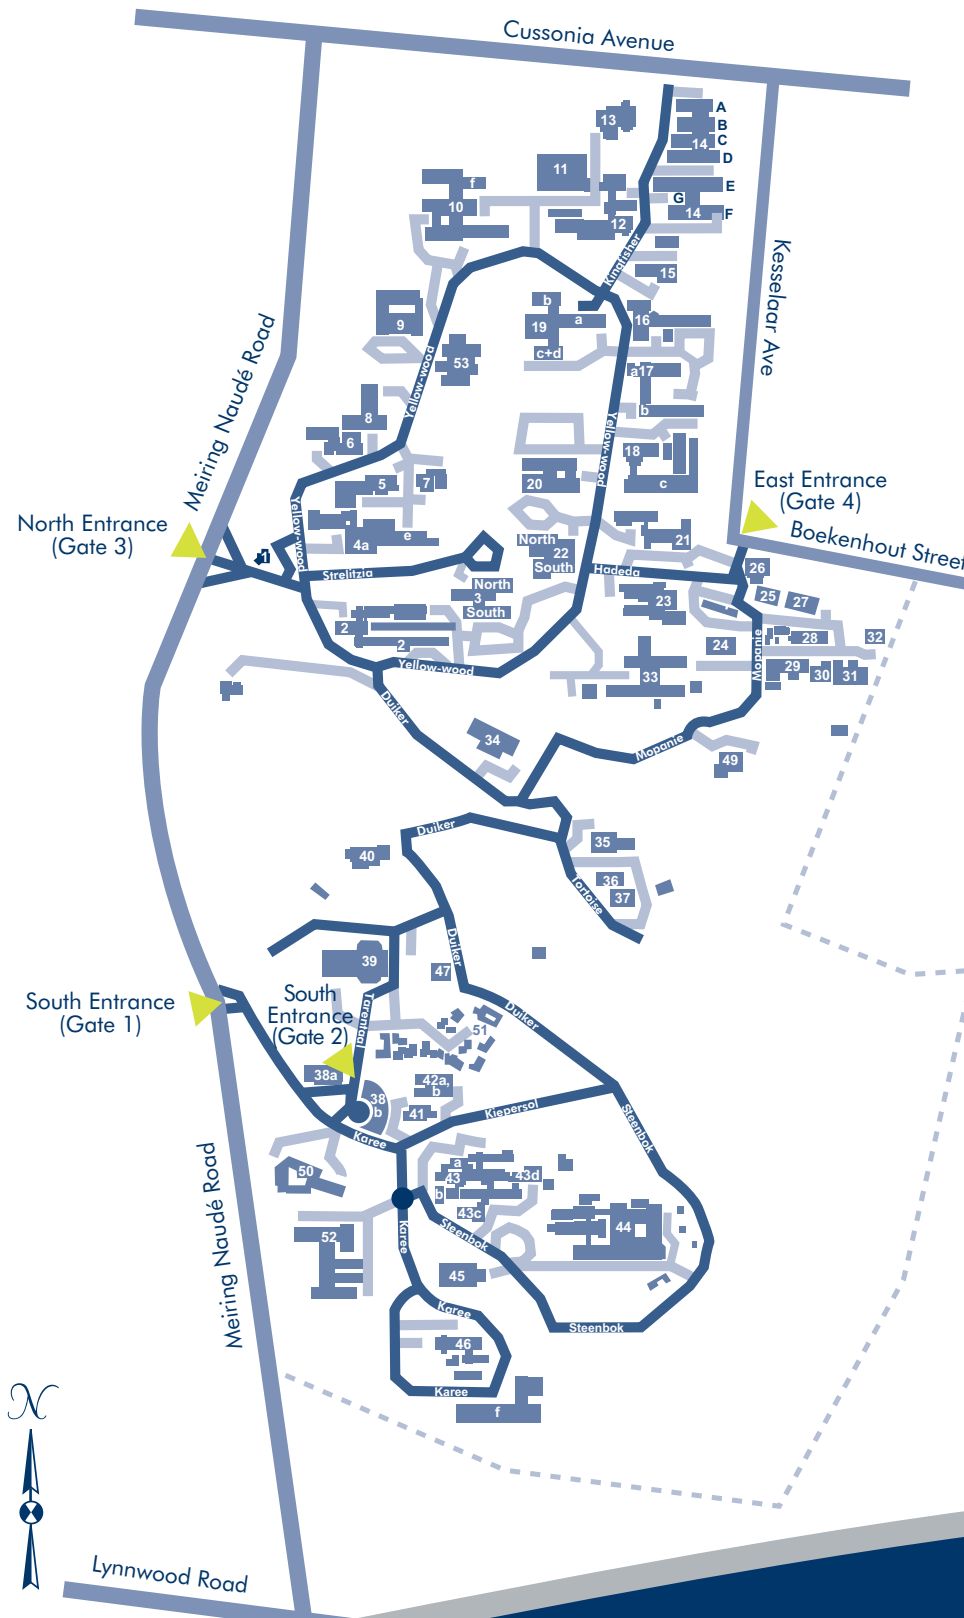 Cussonia Avenue
A
13
B
C
14
D
11
f
E
G
10
14
F
12
Kingfisher
15
Kesselaar Ave
b
a
16
19
9
Meiring Naudé Road
c+d
53
a17
Yellow-wood
b
8
Yellow-wood
6
18
5
7
20
c
East Entrance
(Gate 4)
North Entrance
(Gate 3)
Yellow-wood
e
4a
North
22
South
21
Boekenhout Street
1
Strelitzia
Hadeda
26
North
3
South
23
25
27
2
2
28
32
24
Mopanie
29
30
31
Yellow-wood
33
Duiker
34
Mopanie
49
Duiker
35
40
36
37
Tortoise
Duiker
39
47
South Entrance
(Gate 1)
South
Entrance
(Gate 2)
Tarentaal
Duiker
51
38a
42a,
b
38
b
41
Kiepersol
Steenbok
Karee
a
43
43d
50
b
43c
44
Meiring Naudé Road
52
Karee
Steenbok
45
Karee
Steenbok
46
Karee
f
N
Lynnwood Road